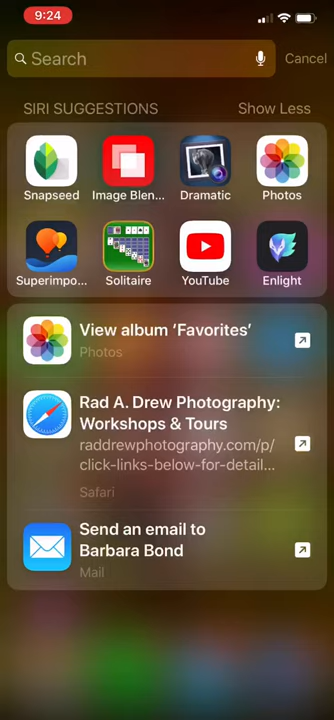 9:24
Search
Cancel
SIRI SUGGESTIONS
Show Less
Snapseed
Image Blen...
Dramatic
Photos
Superimpo...
Solitaire
YouTube
Enlight
View album ‘Favorites’
Photos
Rad A. Drew Photography:
Workshops & Tours
raddrewphotography.com/p/
click-links-below-for-detail...
Safari
Send an email to
Barbara Bond
Mail